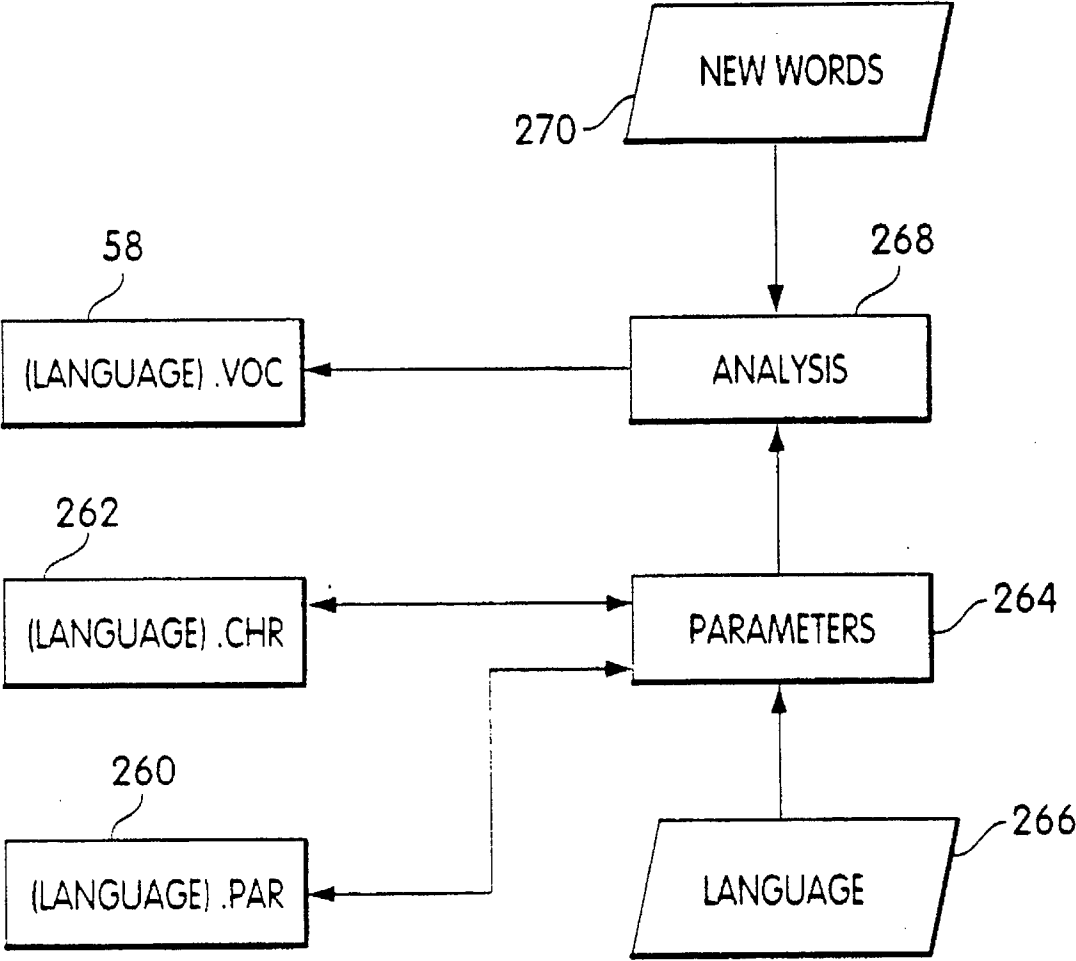 NEW WORDS
270
58
268
(LANGUAGE) .VOC
ANALYSIS
262
(LANGUAGE) .CHR
PARAMETERS
264
260
266
(LANGUAGE) .PAR
LANGUAGE